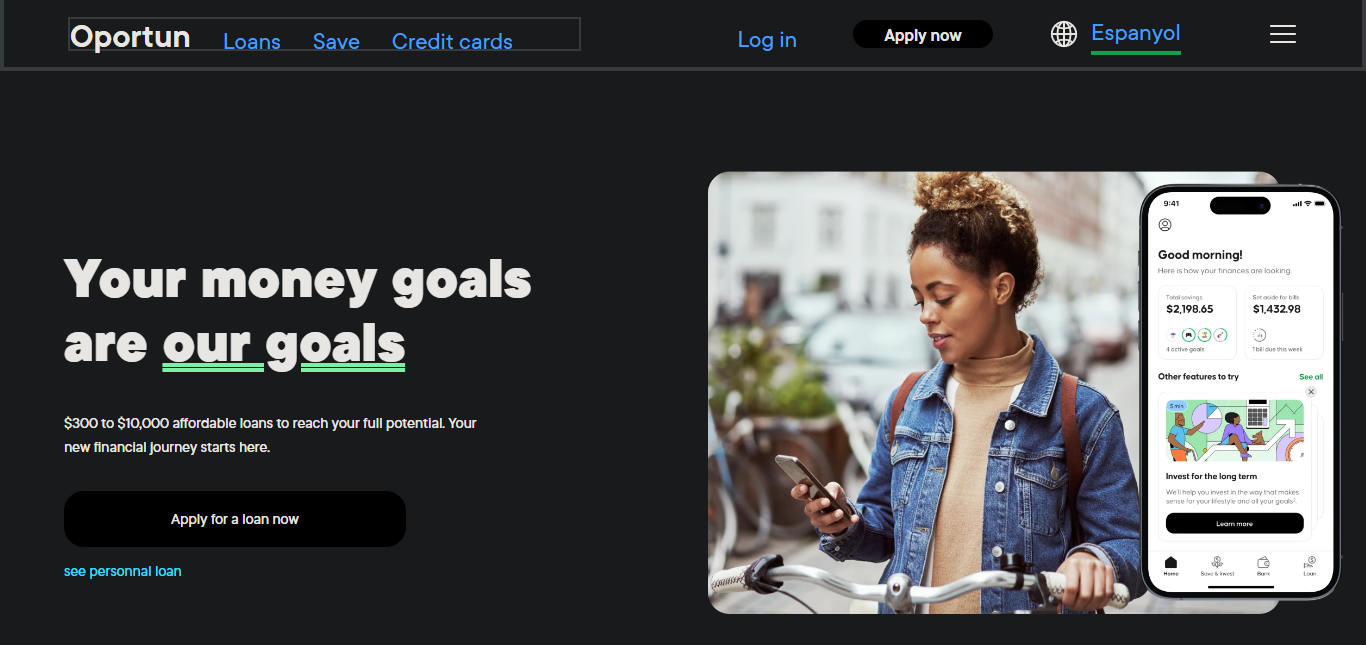 Oportun
Loans
Save
Credit cards
Log in
Apply now
Espanyol
Your money goals
are our goals
$300 to $10,000 affordable loans to reach your full potential. Your
new financial journey starts here.
Apply for a loan now
see personnal loan
9:41
Good morning!
Here is how your finances are looking.
Total savings
$2,198.65
4 active goals
Set aside for bills
$1,432.98
1 bill due this week
Other features to try
See all
5 min
Invest for the long term
We'll help you invest in the way that makes
sense for your lifestyle and all your goals².
Learn more
Home
Save & Invest
Bank
Loan